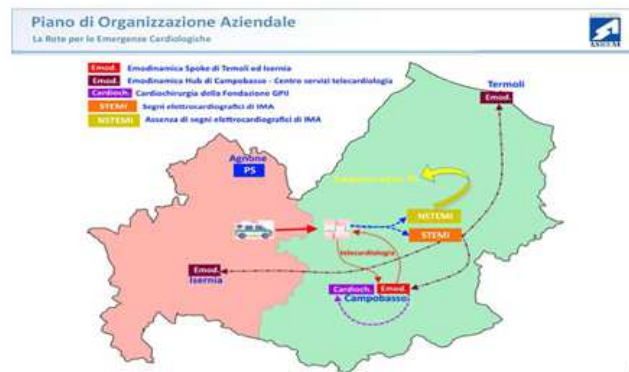 Piano di Organizzazione Aziendale
La Rete per le Emergenze Cardiologiche
ASREM
Emod. Emodinamica Spoke di Temoli ed Isernia
Emod. Emodinamica Hub di Campobasso - Centro servizi telecardiologia
Cardioch. Cardiochirurgia della Fondazione GPII
STEMI Segni elettrocardiografici di IMA
NSTEMI Assenza di segni elettrocardiografici di IMA
Termoli
Emod.
Agnone
PS
NSTEMI
STEMI
telecardiologia
Emod.
Isernia
Cardioch. Emod.
Campobasso